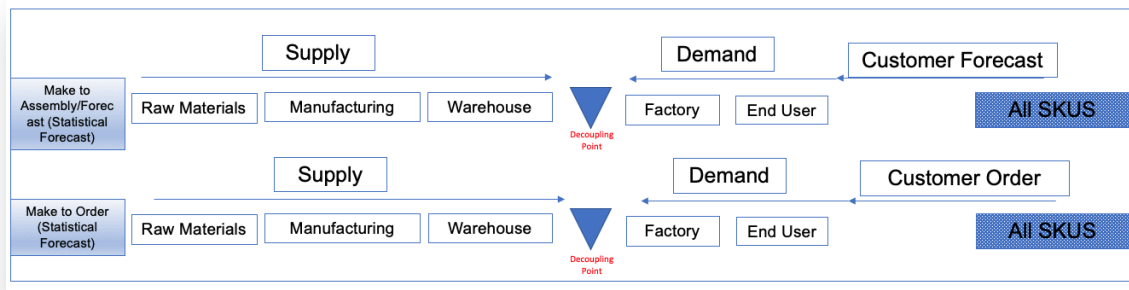 Supply
Demand
Customer Forecast
Make to
Assembly/Forec
ast (Statistical
Forecast)
Raw Materials
Manufacturing
Warehouse
Decoupling
Point
Factory
End User
All SKUS
Supply
Demand
Customer Order
Make to Order
(Statistical
Forecast)
Raw Materials
Manufacturing
Warehouse
Decoupling
Point
Factory
End User
All SKUS